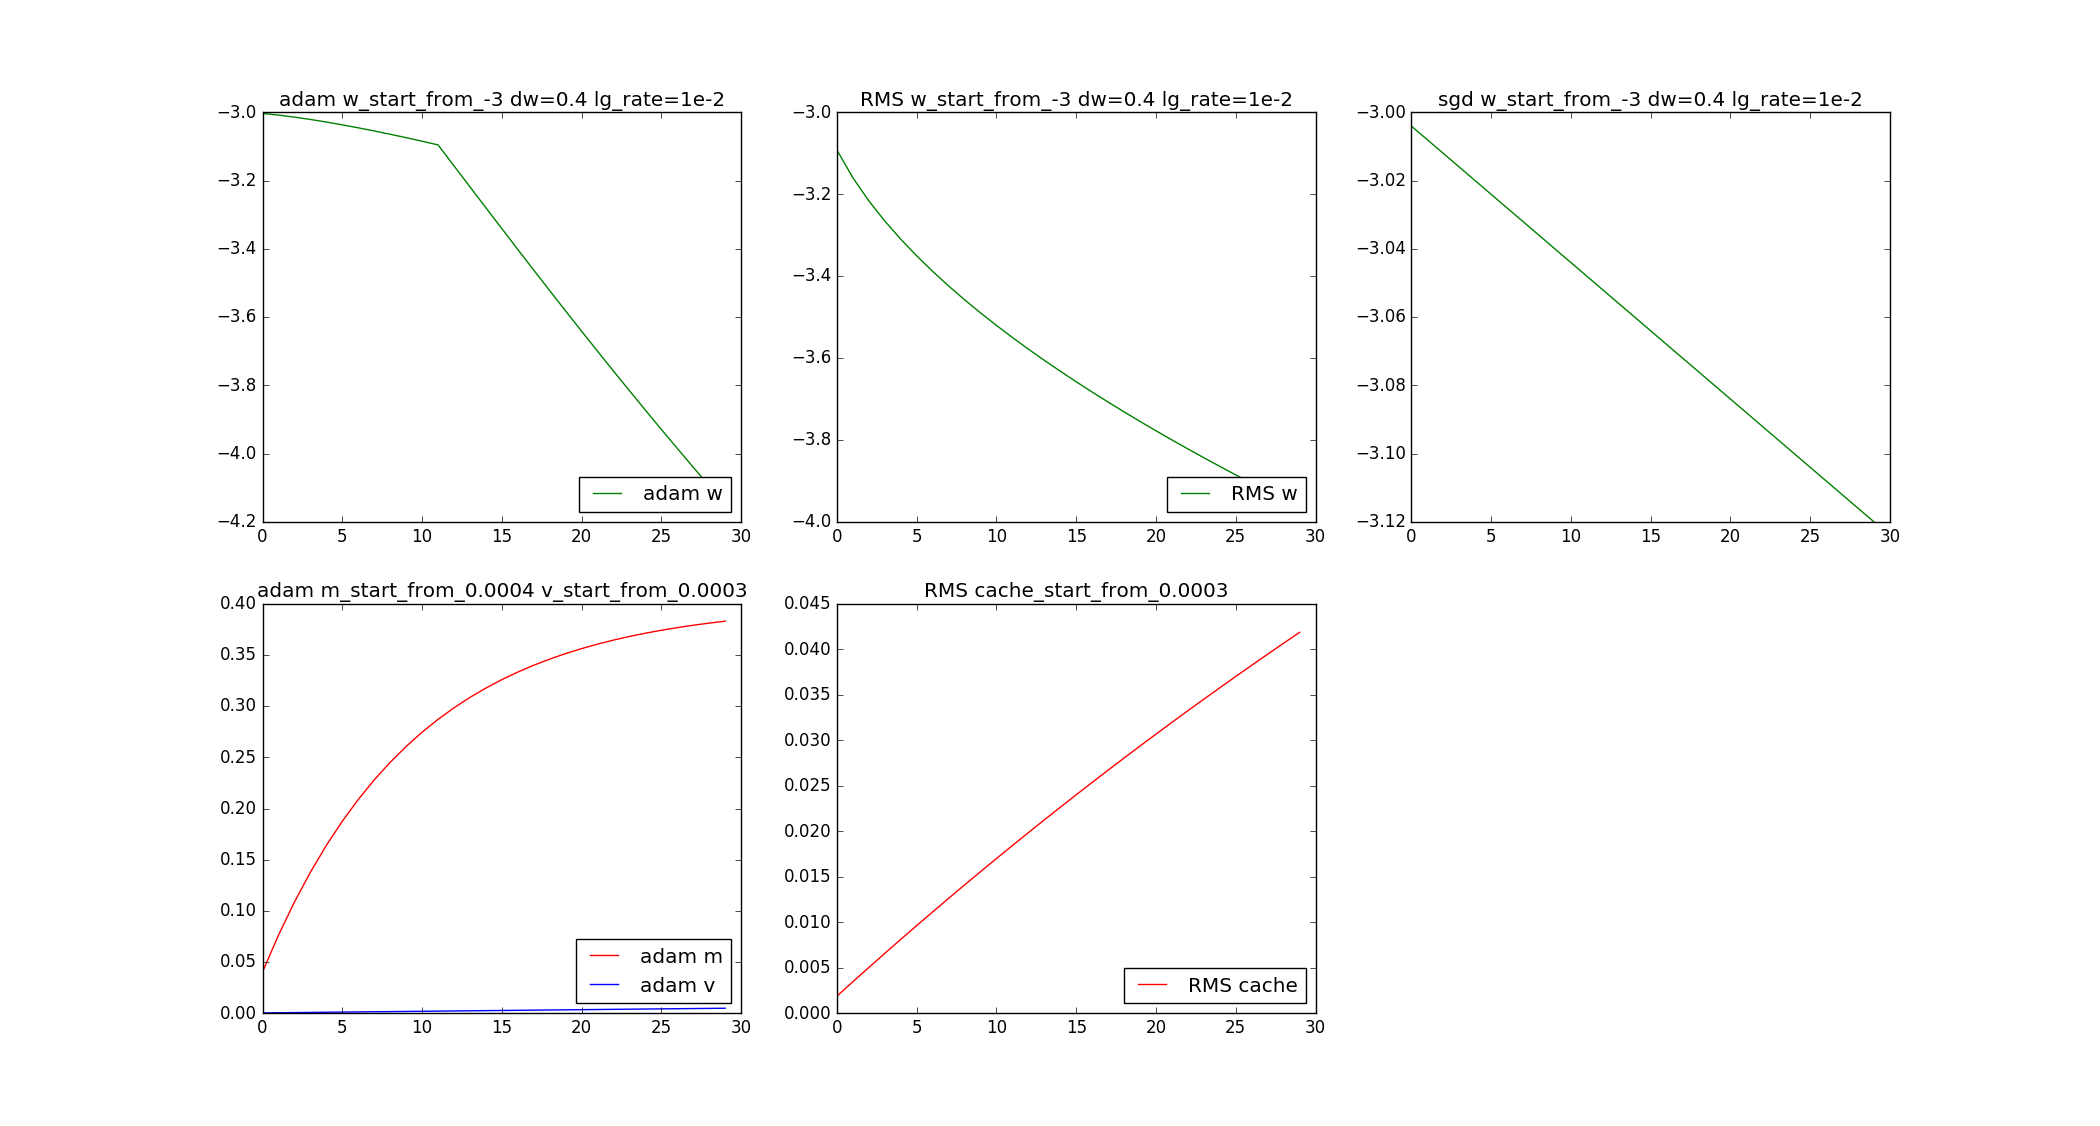 adam w_start_from_-3 dw=0.4 lg_rate=1e-2
−3.0
−3.2
−3.4
−3.6
−3.8
−4.0
−4.2
0 5 10 15 20 25 30
adam w
RMS w_start_from_-3 dw=0.4 lg_rate=1e-2
−3.0
−3.2
−3.4
−3.6
−3.8
−4.0
0 5 10 15 20 25 30
RMS w
sgd w_start_from_-3 dw=0.4 lg_rate=1e-2
−3.00
−3.02
−3.04
−3.06
−3.08
−3.10
−3.12
0 5 10 15 20 25 30
adam m_start_from_0.0004 v_start_from_0.0003
0.40
0.35
0.30
0.25
0.20
0.15
0.10
0.05
0.00
0 5 10 15 20 25 30
adam m
adam v
RMS cache_start_from_0.0003
0.045
0.040
0.035
0.030
0.025
0.020
0.015
0.010
0.005
0.000
0 5 10 15 20 25 30
RMS cache